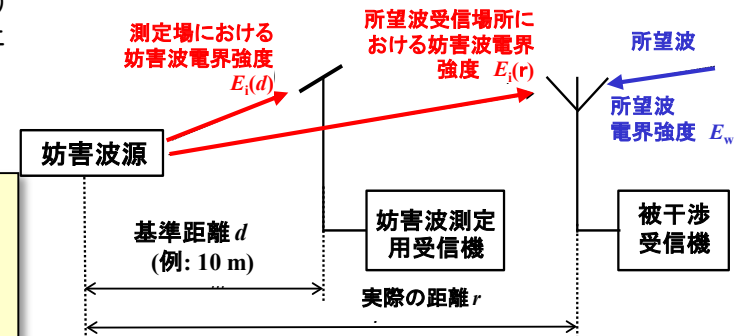 測定場における
妨害波電界強度
Ei(d)
所望波受信場所に
おける妨害波電界
強度 Ei(r)
所望波
所望波
電界強度 Ew
妨害波源
基準距離 d
(例: 10 m)
妨害波測定
用受信機
被干渉
受信機
実際の距離 r